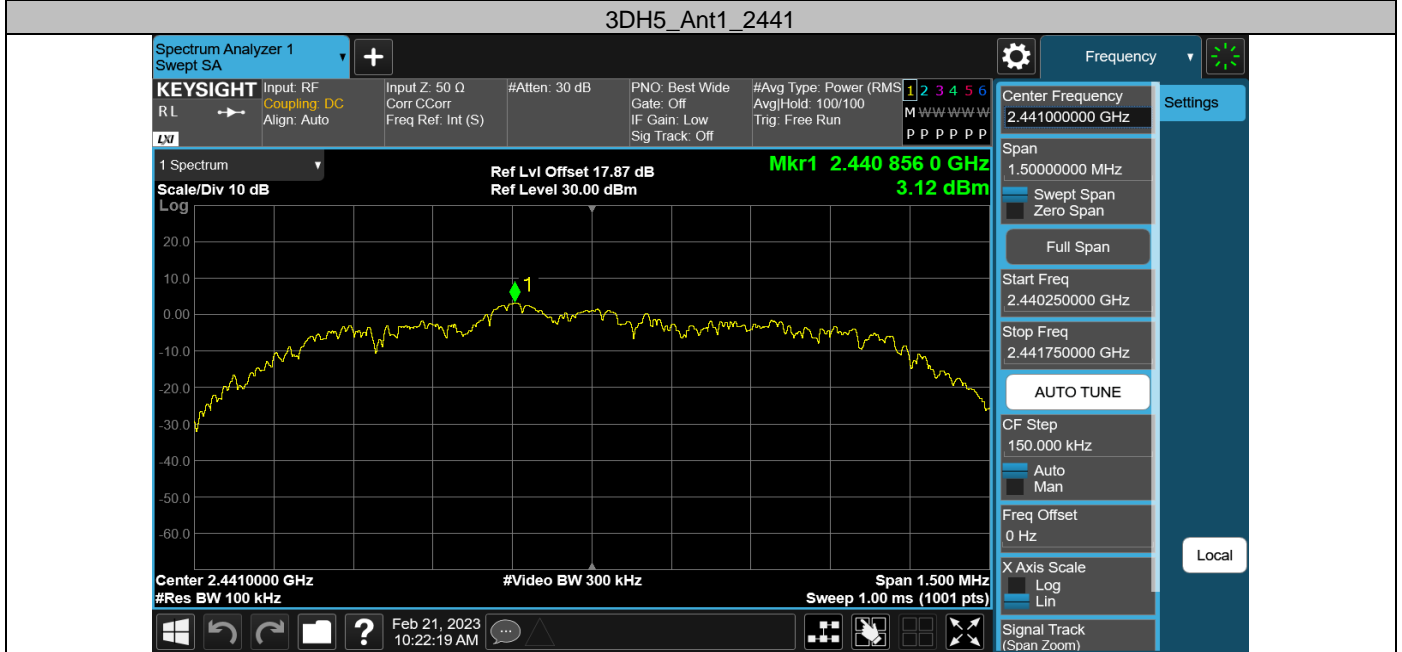 3DH5_Ant1_2441
Spectrum Analyzer 1
Swept SA
+
Frequency
KEYSIGHT
RL
LXI
Input: RF
Coupling: DC
Align: Auto
Input Z: 50 Ω
Corr CCorr
Freq Ref: Int (S)
#Atten: 30 dB
PNO: Best Wide
Gate: Off
IF Gain: Low
Sig Track: Off
#Avg Type: Power (RMS
Avg|Hold: 100/100
Trig: Free Run
1 2 3 4 5 6
M W W W W W
P P P P P P
Center Frequency
2.441000000 GHz
Settings
1 Spectrum
Scale/Div 10 dB
Log
Ref Lvl Offset 17.87 dB
Ref Level 30.00 dBm
Mkr1 2.440 856 0 GHz
3.12 dBm
Span
1.50000000 MHz
Swept Span
Zero Span
Full Span
Start Freq
2.440250000 GHz
Stop Freq
2.441750000 GHz
AUTO TUNE
CF Step
150.000 kHz
Auto
Man
Freq Offset
0 Hz
X Axis Scale
Log
Lin
Signal Track
(Span Zoom)
Local
20.0
10.0
1
0.00
-10.0
-20.0
-30.0
-40.0
-50.0
-60.0
Center 2.4410000 GHz
#Res BW 100 kHz
#Video BW 300 kHz
Span 1.500 MHz
Sweep 1.00 ms (1001 pts)
?
Feb 21, 2023
10:22:19 AM